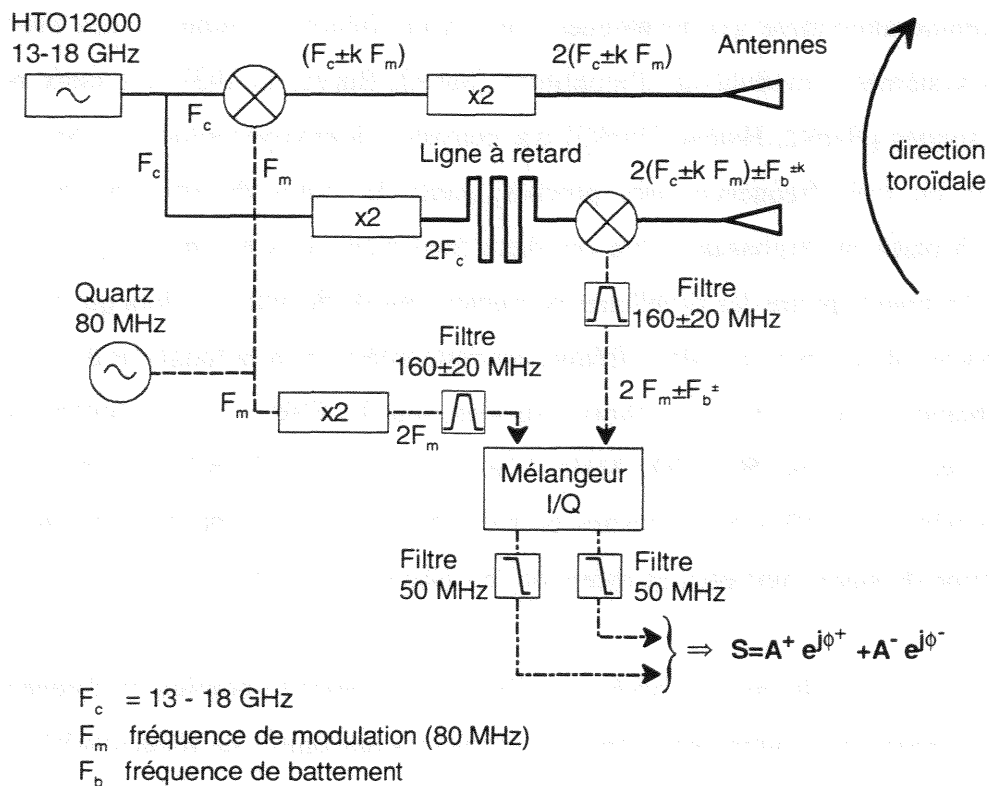 HTO12000
13-18 GHz
(F_c±k F_m)
2(F_c±k F_m)
Antennes
x2
F_c
F_c
F_m
Ligne à retard
2(F_c±k F_m)±F_b^±k
direction
toroïdale
x2
2F_c
Quartz
80 MHz
Filtre
160±20 MHz
Filtre
160±20 MHz
F_m
x2
2F_m
2 F_m±F_b^±
Mélangeur
I/Q
Filtre
50 MHz
Filtre
50 MHz
⇒ S=A^+ e^jϕ^+ +A^- e^jϕ^-
F_c = 13 - 18 GHz
F_m fréquence de modulation (80 MHz)
F_b fréquence de battement